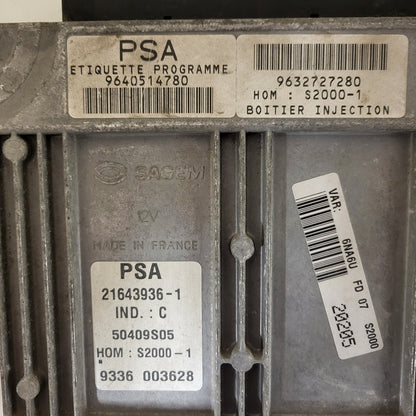 PSA
ETIQUETTE PROGRAMME
9640514780
9632727280
HOM : S2000-1
BOITIER INJECTION
SAGEM
12V
MADE IN FRANCE
PSA
21643936-1
IND. : C
50409S05
HOM : S2000-1
9336 003628
VAR: 6NA6U FD 07 S2000
20205